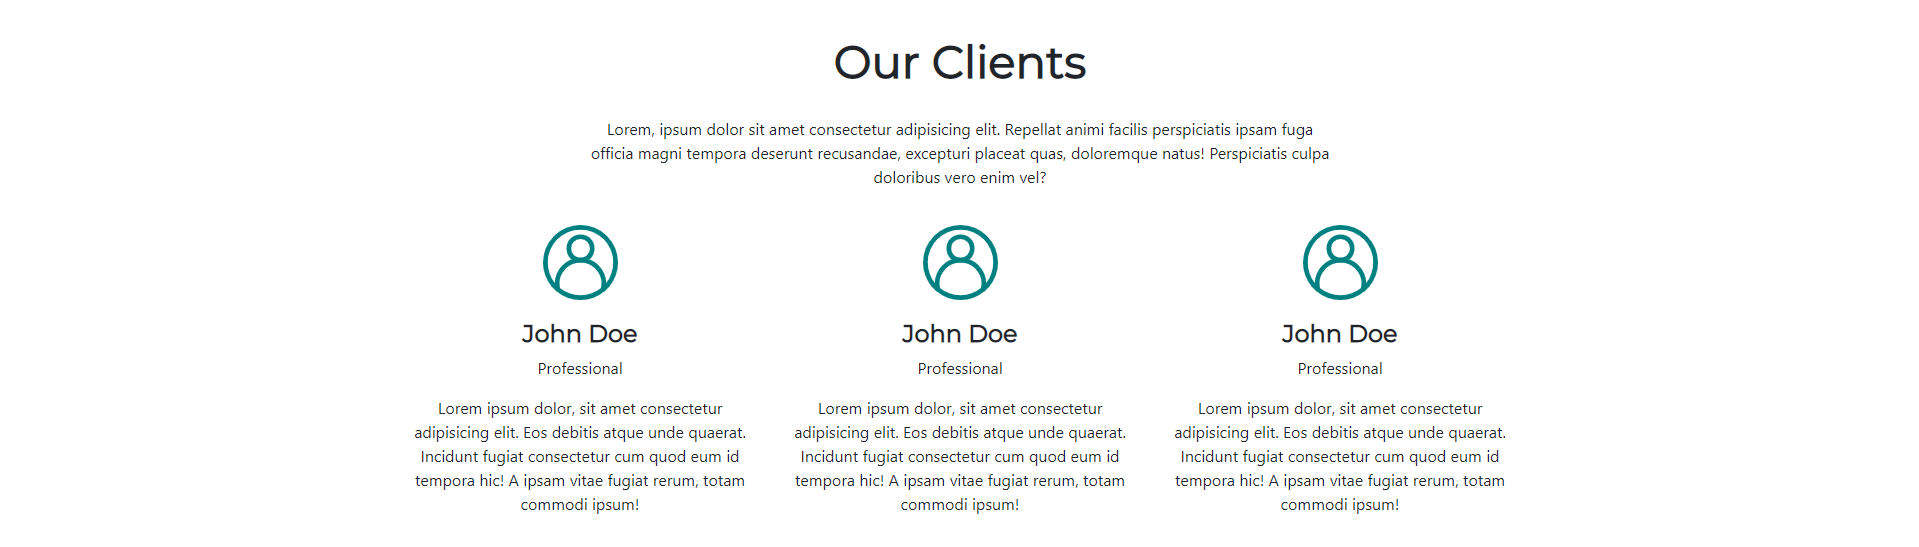 Our Clients
Lorem, ipsum dolor sit amet consectetur adipisicing elit. Repellat animi facilis perspiciatis ipsam fuga
officia magni tempora deserunt recusandae, excepturi placeat quas, doloremque natus! Perspiciatis culpa
doloribus vero enim vel?
John Doe
Professional
Lorem ipsum dolor, sit amet consectetur
adipisicing elit. Eos debitis atque unde quaerat.
Incidunt fugiat consectetur cum quod eum id
tempora hic! A ipsam vitae fugiat rerum, totam
commodi ipsum!
John Doe
Professional
Lorem ipsum dolor, sit amet consectetur
adipisicing elit. Eos debitis atque unde quaerat.
Incidunt fugiat consectetur cum quod eum id
tempora hic! A ipsam vitae fugiat rerum, totam
commodi ipsum!
John Doe
Professional
Lorem ipsum dolor, sit amet consectetur
adipisicing elit. Eos debitis atque unde quaerat.
Incidunt fugiat consectetur cum quod eum id
tempora hic! A ipsam vitae fugiat rerum, totam
commodi ipsum!